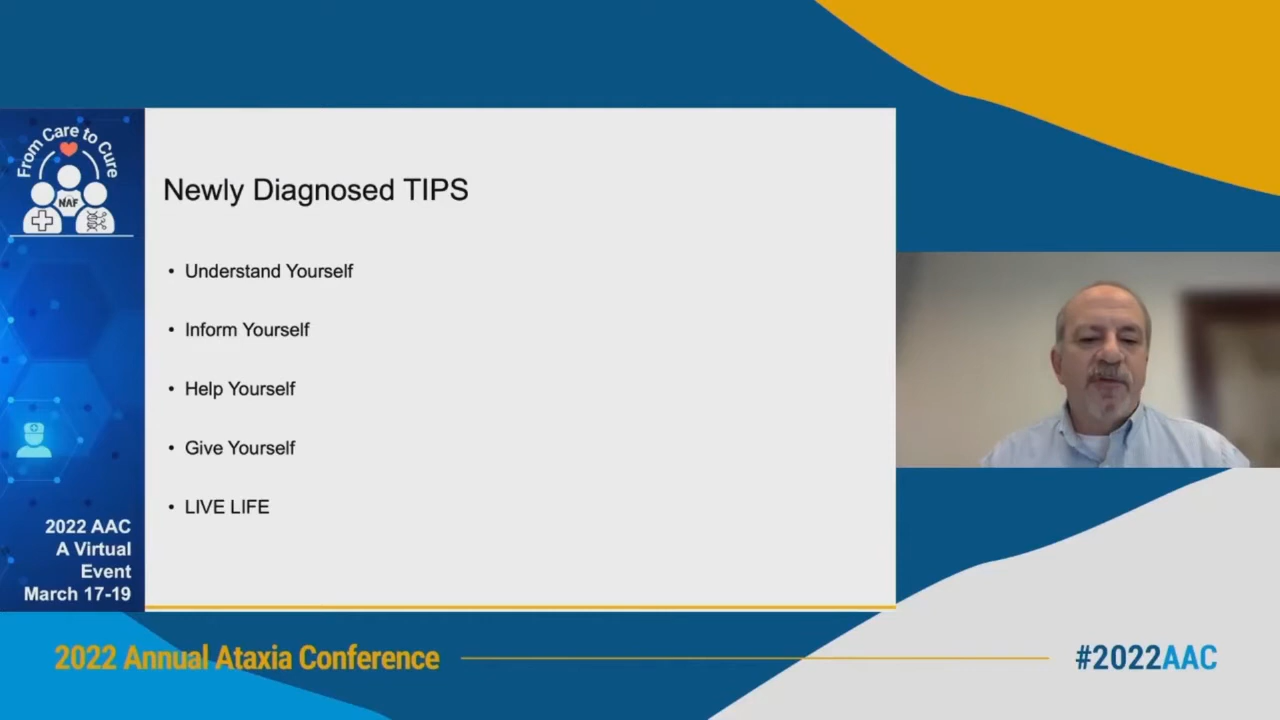 From Care to Cure
NAF
Newly Diagnosed TIPS
• Understand Yourself
• Inform Yourself
• Help Yourself
• Give Yourself
• LIVE LIFE
2022 AAC
A Virtual
Event
March 17-19
2022 Annual Ataxia Conference
#2022AAC